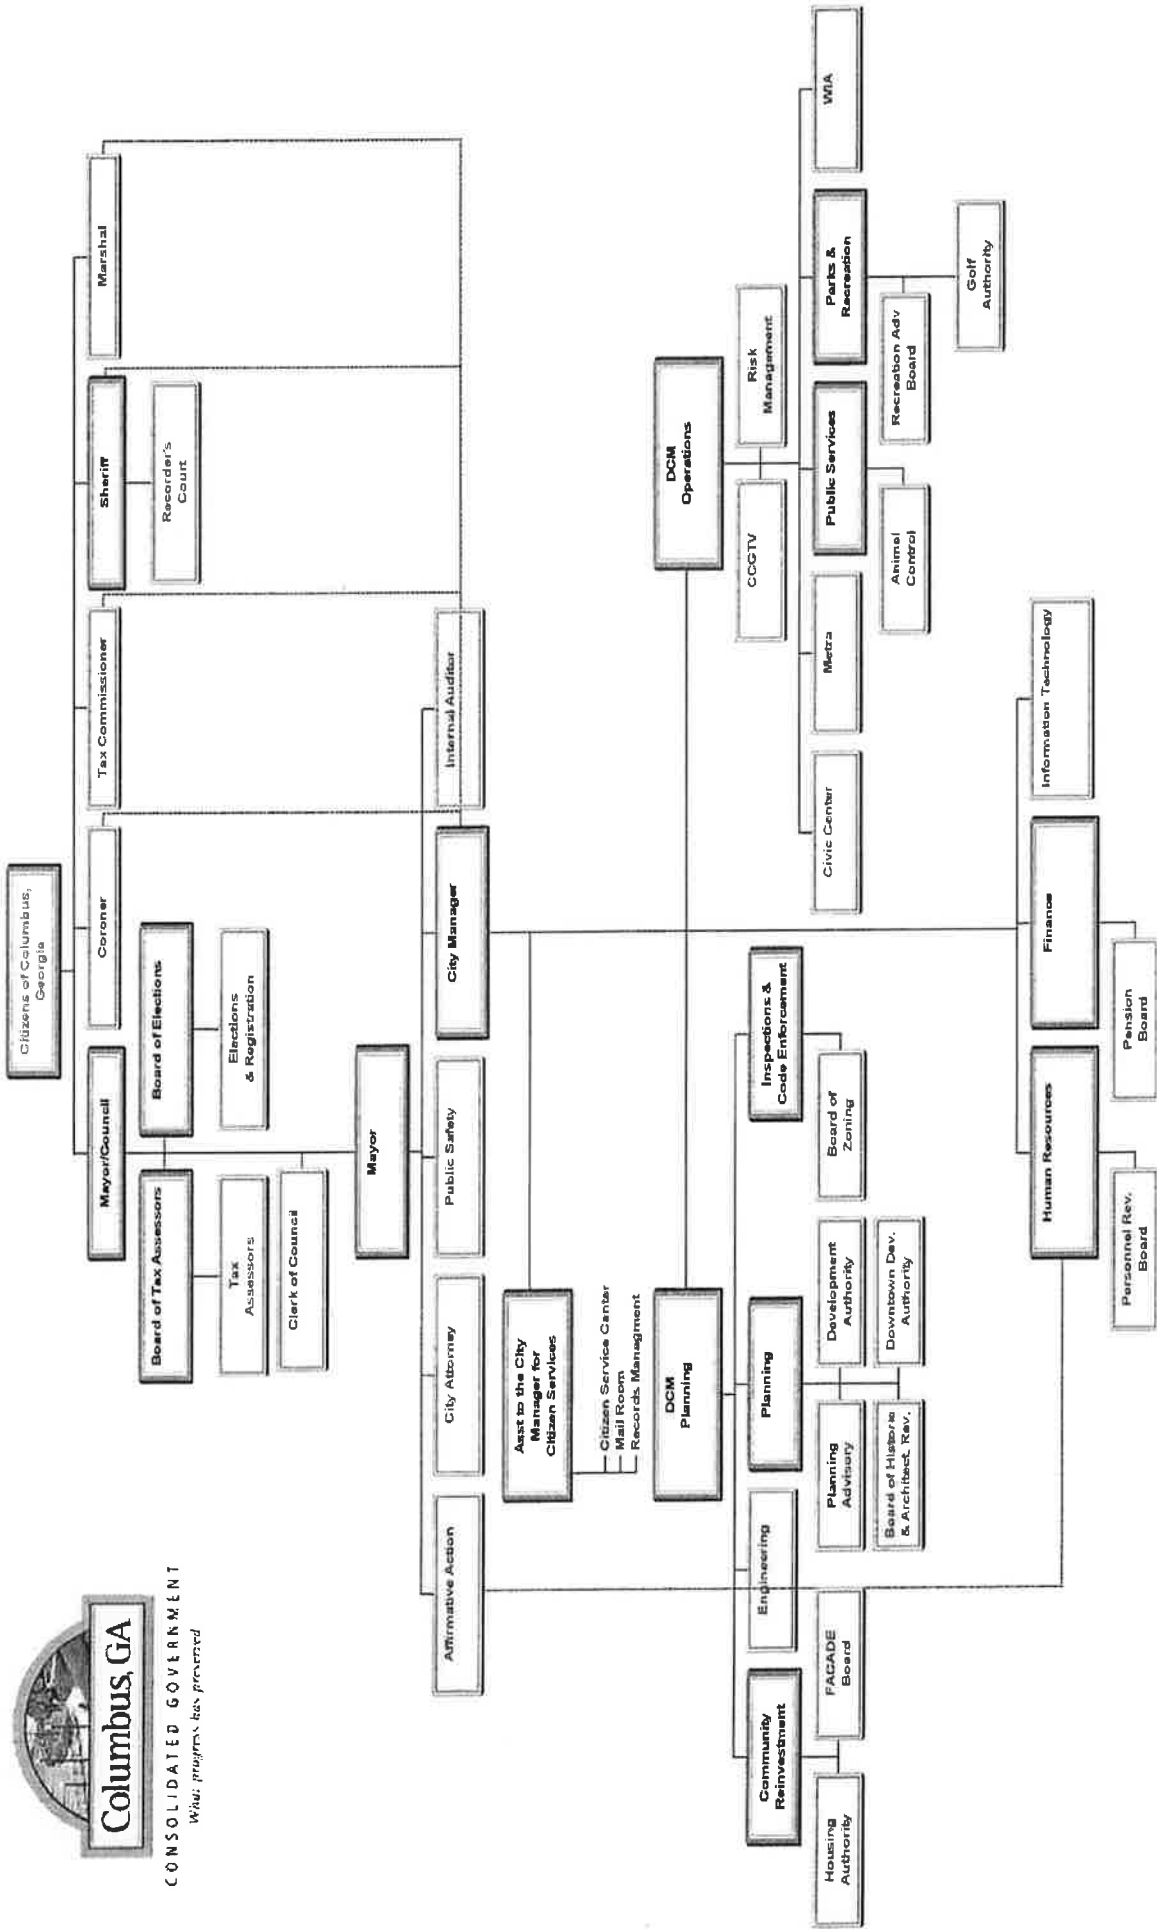 Columbus, GA
CONSOLIDATED GOVERNMENT
What progress has preserved
Citizens of Columbus,
Georgia
Mayor/Council
Coroner
Tax Commissioner
Sheriff
Marshal
Recorder's
Court
Board of Tax Assessors
Board of Elections
Tax
Assessors
Elections
& Registration
Clerk of Council
Mayor
Affirmative Action
City Attorney
Public Safety
City Manager
Internal Auditor
Asst to the City
Manager for
Citizen Services
Citizen Service Center
Mail Room
Records Managment
DCM
Planning
DCM
Operations
CCGTV
Risk
Management
Community
Reinvestment
Engineering
Planning
Inspections &
Code Enforcement
Housing
Authority
FACADE
Board
Planning
Advisory
Development
Authority
Board of Historic
& Architect. Rev.
Downtown Dev.
Authority
Board of
Zoning
Civic Center
Metra
Public Services
Parks &
Recreation
WIA
Animal
Control
Recreation Adv
Board
Golf
Authority
Human Resources
Finance
Information Technology
Personnel Rev.
Board
Pension
Board